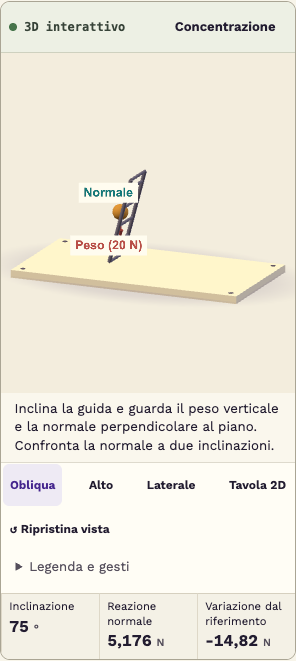 3D interattivo
Concentrazione
Normale
Peso (20 N)
Inclina la guida e guarda il peso verticale
e la normale perpendicolare al piano.
Confronta la normale a due inclinazioni.
Obliqua
Alto
Laterale
Tavola 2D
↺ Ripristina vista
▶ Legenda e gesti
Inclinazione
75 °
Reazione
normale
5,176 N
Variazione dal
riferimento
-14,82 N